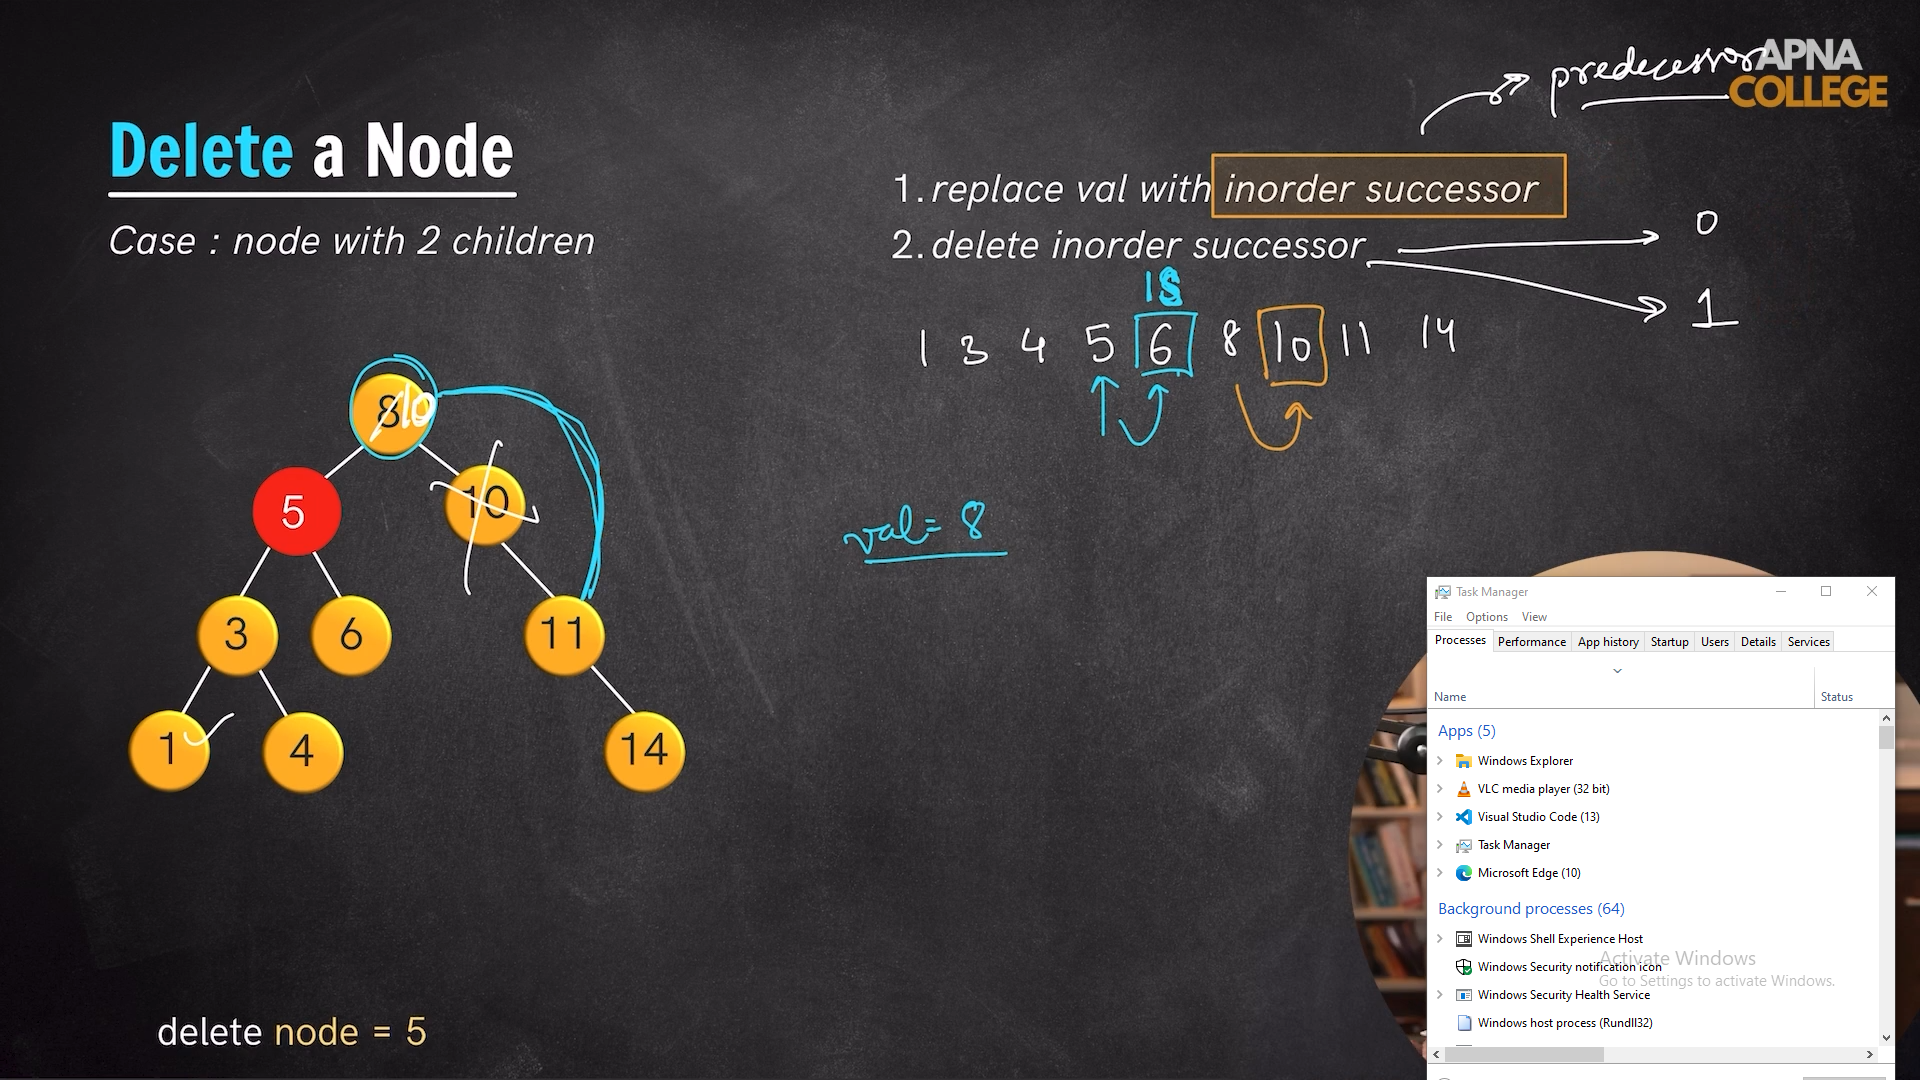 predecessor
APNA
COLLEGE
Delete a Node
Case : node with 2 children
1. replace val with inorder successor
2. delete inorder successor
0
1
IS
1 3 4 5 6 8 10 11 14
8 10
5 10
val = 8
3 6 11
1 4 14
delete node = 5
Task Manager
File Options View
Processes Performance App history Startup Users Details Services
Name Status
Apps (5)
Windows Explorer
VLC media player (32 bit)
Visual Studio Code (13)
Task Manager
Microsoft Edge (10)
Background processes (64)
Windows Shell Experience Host
Windows Security notification icon
Windows Security Health Service
Windows host process (Rundll32)
Activate Windows
Go to Settings to activate Windows.